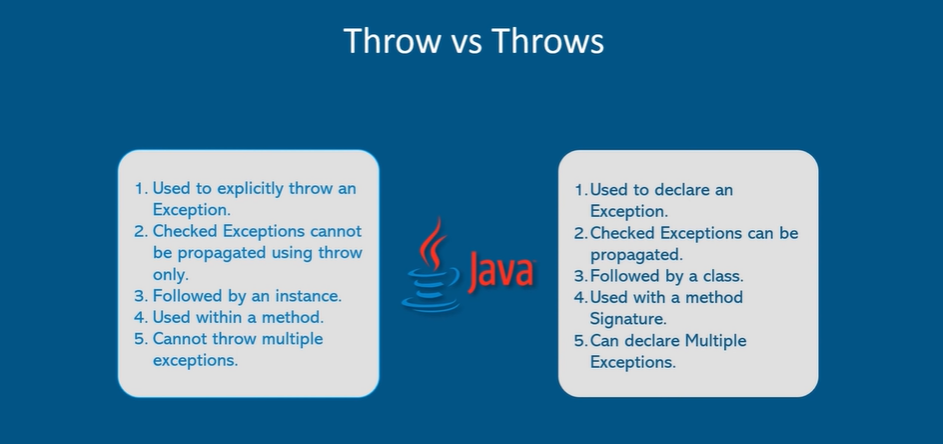 Throw vs Throws
1. Used to explicitly throw an
Exception.
2. Checked Exceptions cannot
be propagated using throw
only.
3. Followed by an instance.
4. Used within a method.
5. Cannot throw multiple
exceptions.
Java
1. Used to declare an
Exception.
2. Checked Exceptions can be
propagated.
3. Followed by a class.
4. Used with a method
Signature.
5. Can declare Multiple
Exceptions.